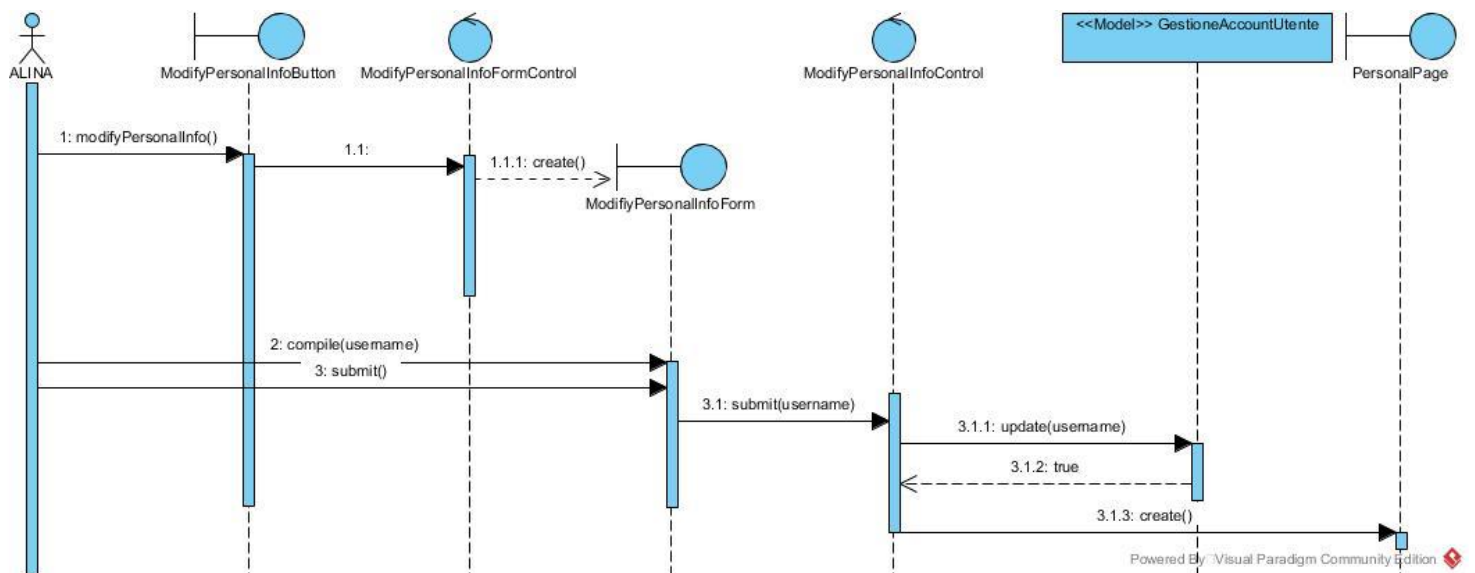 <<Model>> GestioneAccountUtente
ALINA
ModifyPersonalInfoButton
ModifyPersonalInfoFormControl
ModifyPersonalInfoControl
PersonalPage
1: modifyPersonalInfo()
1.1:
1.1.1: create()
ModifiyPersonalInfoForm
2: compile(username)
3: submit()
3.1: submit(username)
3.1.1: update(username)
3.1.2: true
3.1.3: create()
Powered By Visual Paradigm Community Edition